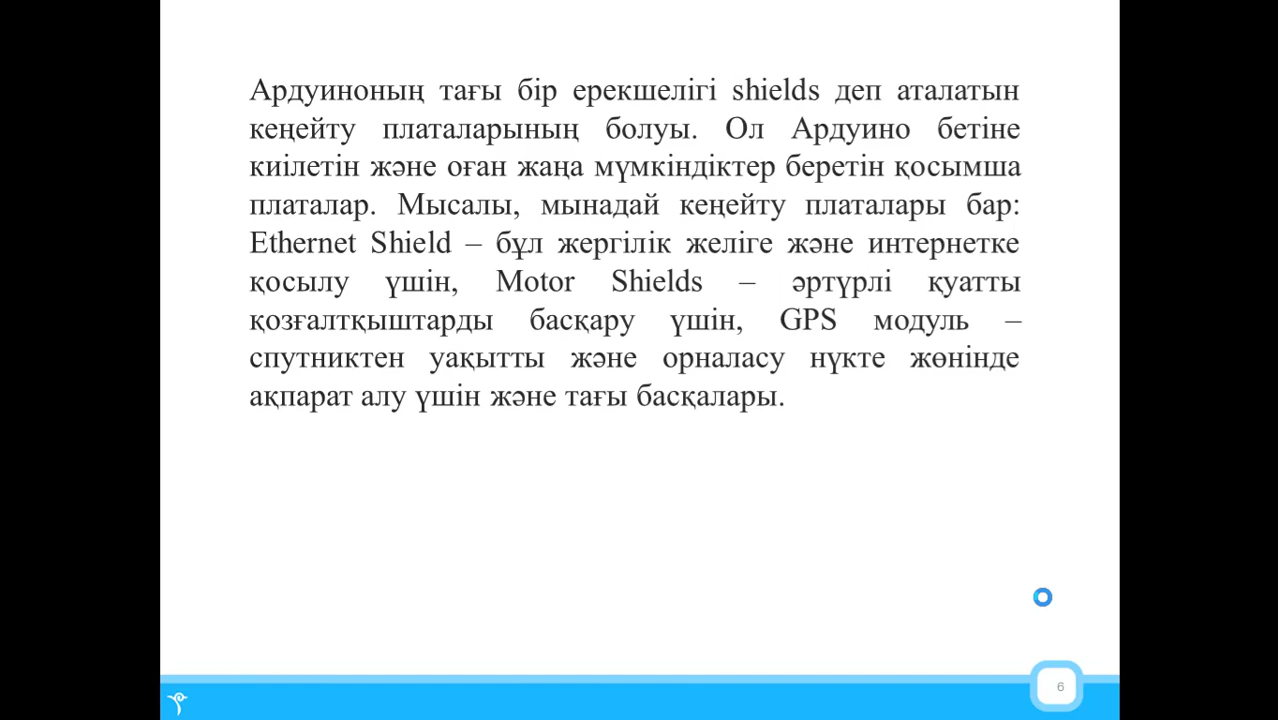 Ардуиноның тағы бір ерекшелігі shields деп аталатын
кеңейту платаларының болуы. Ол Ардуино бетіне
киілетін және оған жаңа мүмкіндіктер беретін қосымша
платалар. Мысалы, мынадай кеңейту платалары бар:
Ethernet Shield – бұл жергілік желіге және интернетке
қосылу үшін, Motor Shields – әртүрлі қуатты
қозғалтқыштарды басқару үшін, GPS модуль –
спутниктен уақытты және орналасу нүкте жөнінде
ақпарат алу үшін және тағы басқалары.
6